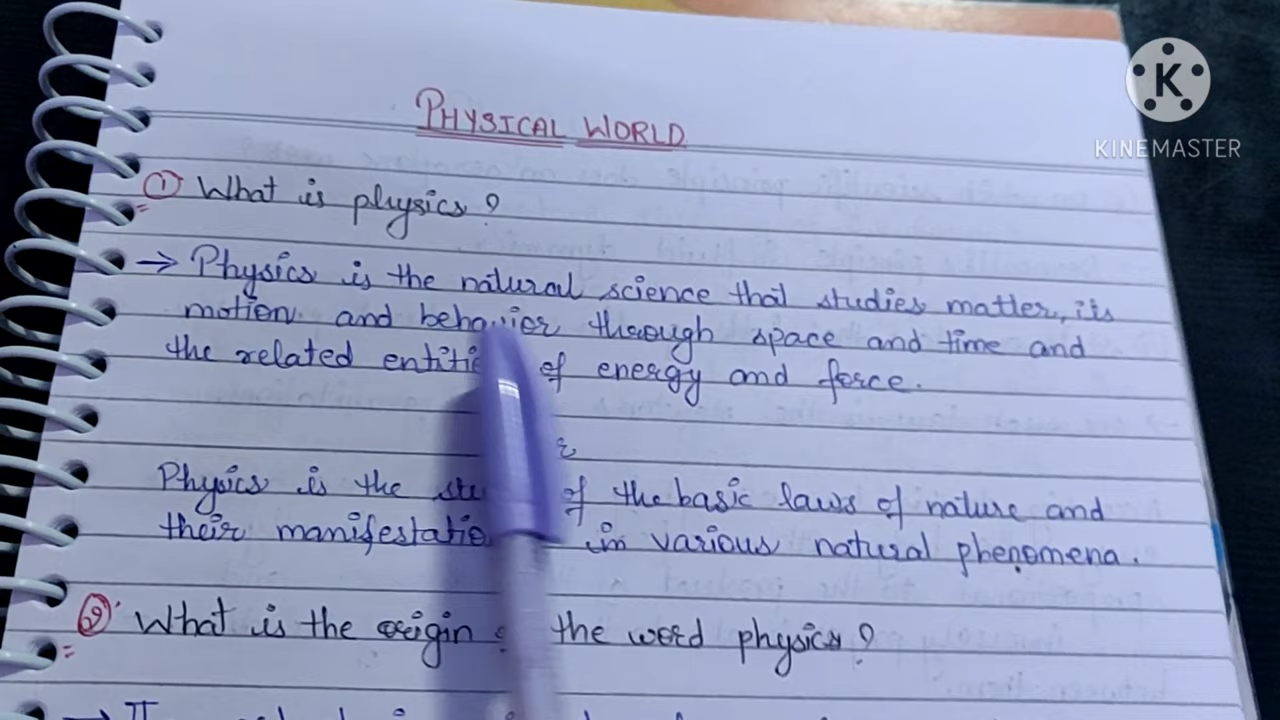 PHYSICAL WORLD
① What is physics ?
→ Physics is the natural science that studies matter, its
motion and behavior through space and time and
the related of energy and force.
Physics is the of the basic laws of nature and
their in various natural phenomena.
② What is the origin the word physics ?
K
KINEMASTER